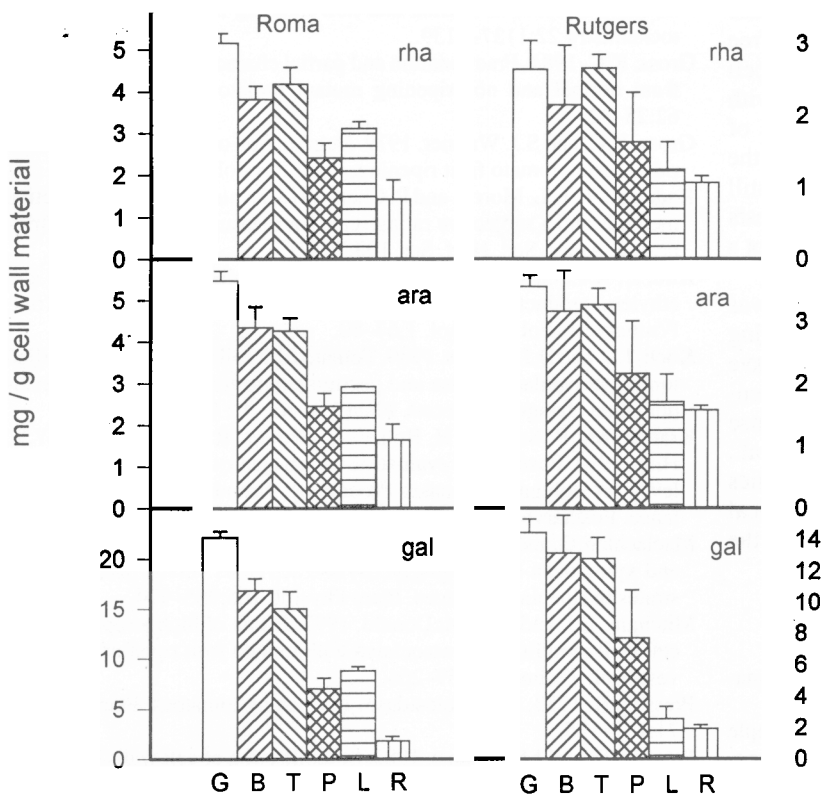 Roma Rutgers
5 rha rha 3
4
3 2
2
1 1
0 0
mg / g cell wall material
5 ara ara
4 3
3 2
2
1 1
0 0
20 gal gal 14
12
15 10
10 8
6
5 4
2
0 0
G B T P L R G B T P L R